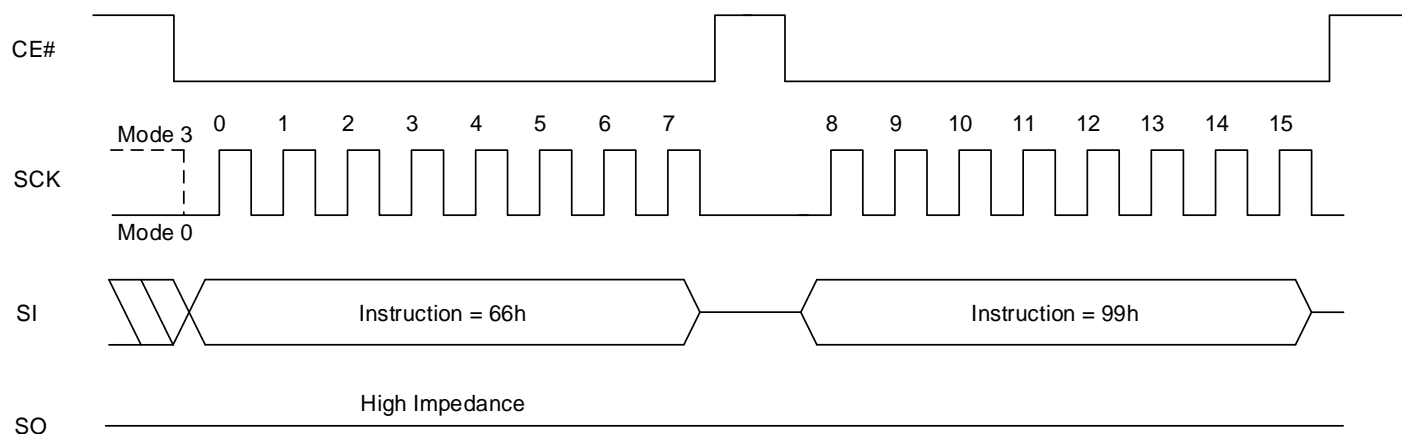 CE#
Mode 3 0 1 2 3 4 5 6 7 8 9 10 11 12 13 14 15
SCK
Mode 0
SI Instruction = 66h Instruction = 99h
High Impedance
SO